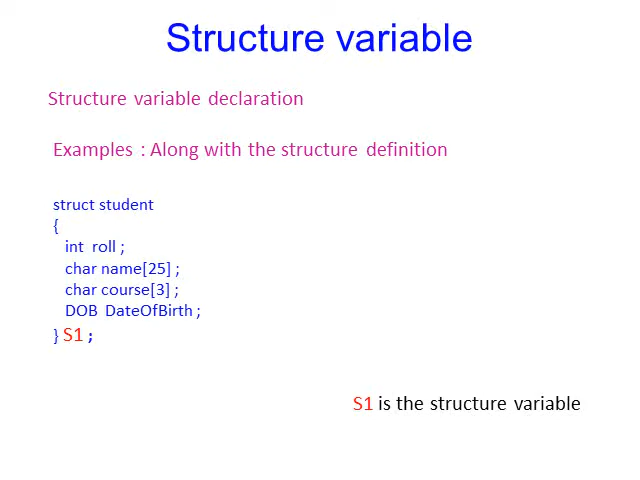 Structure variable
Structure variable declaration
Examples : Along with the structure definition
struct student
{
int roll ;
char name[25] ;
char course[3] ;
DOB DateOfBirth ;
} S1 ;
S1 is the structure variable